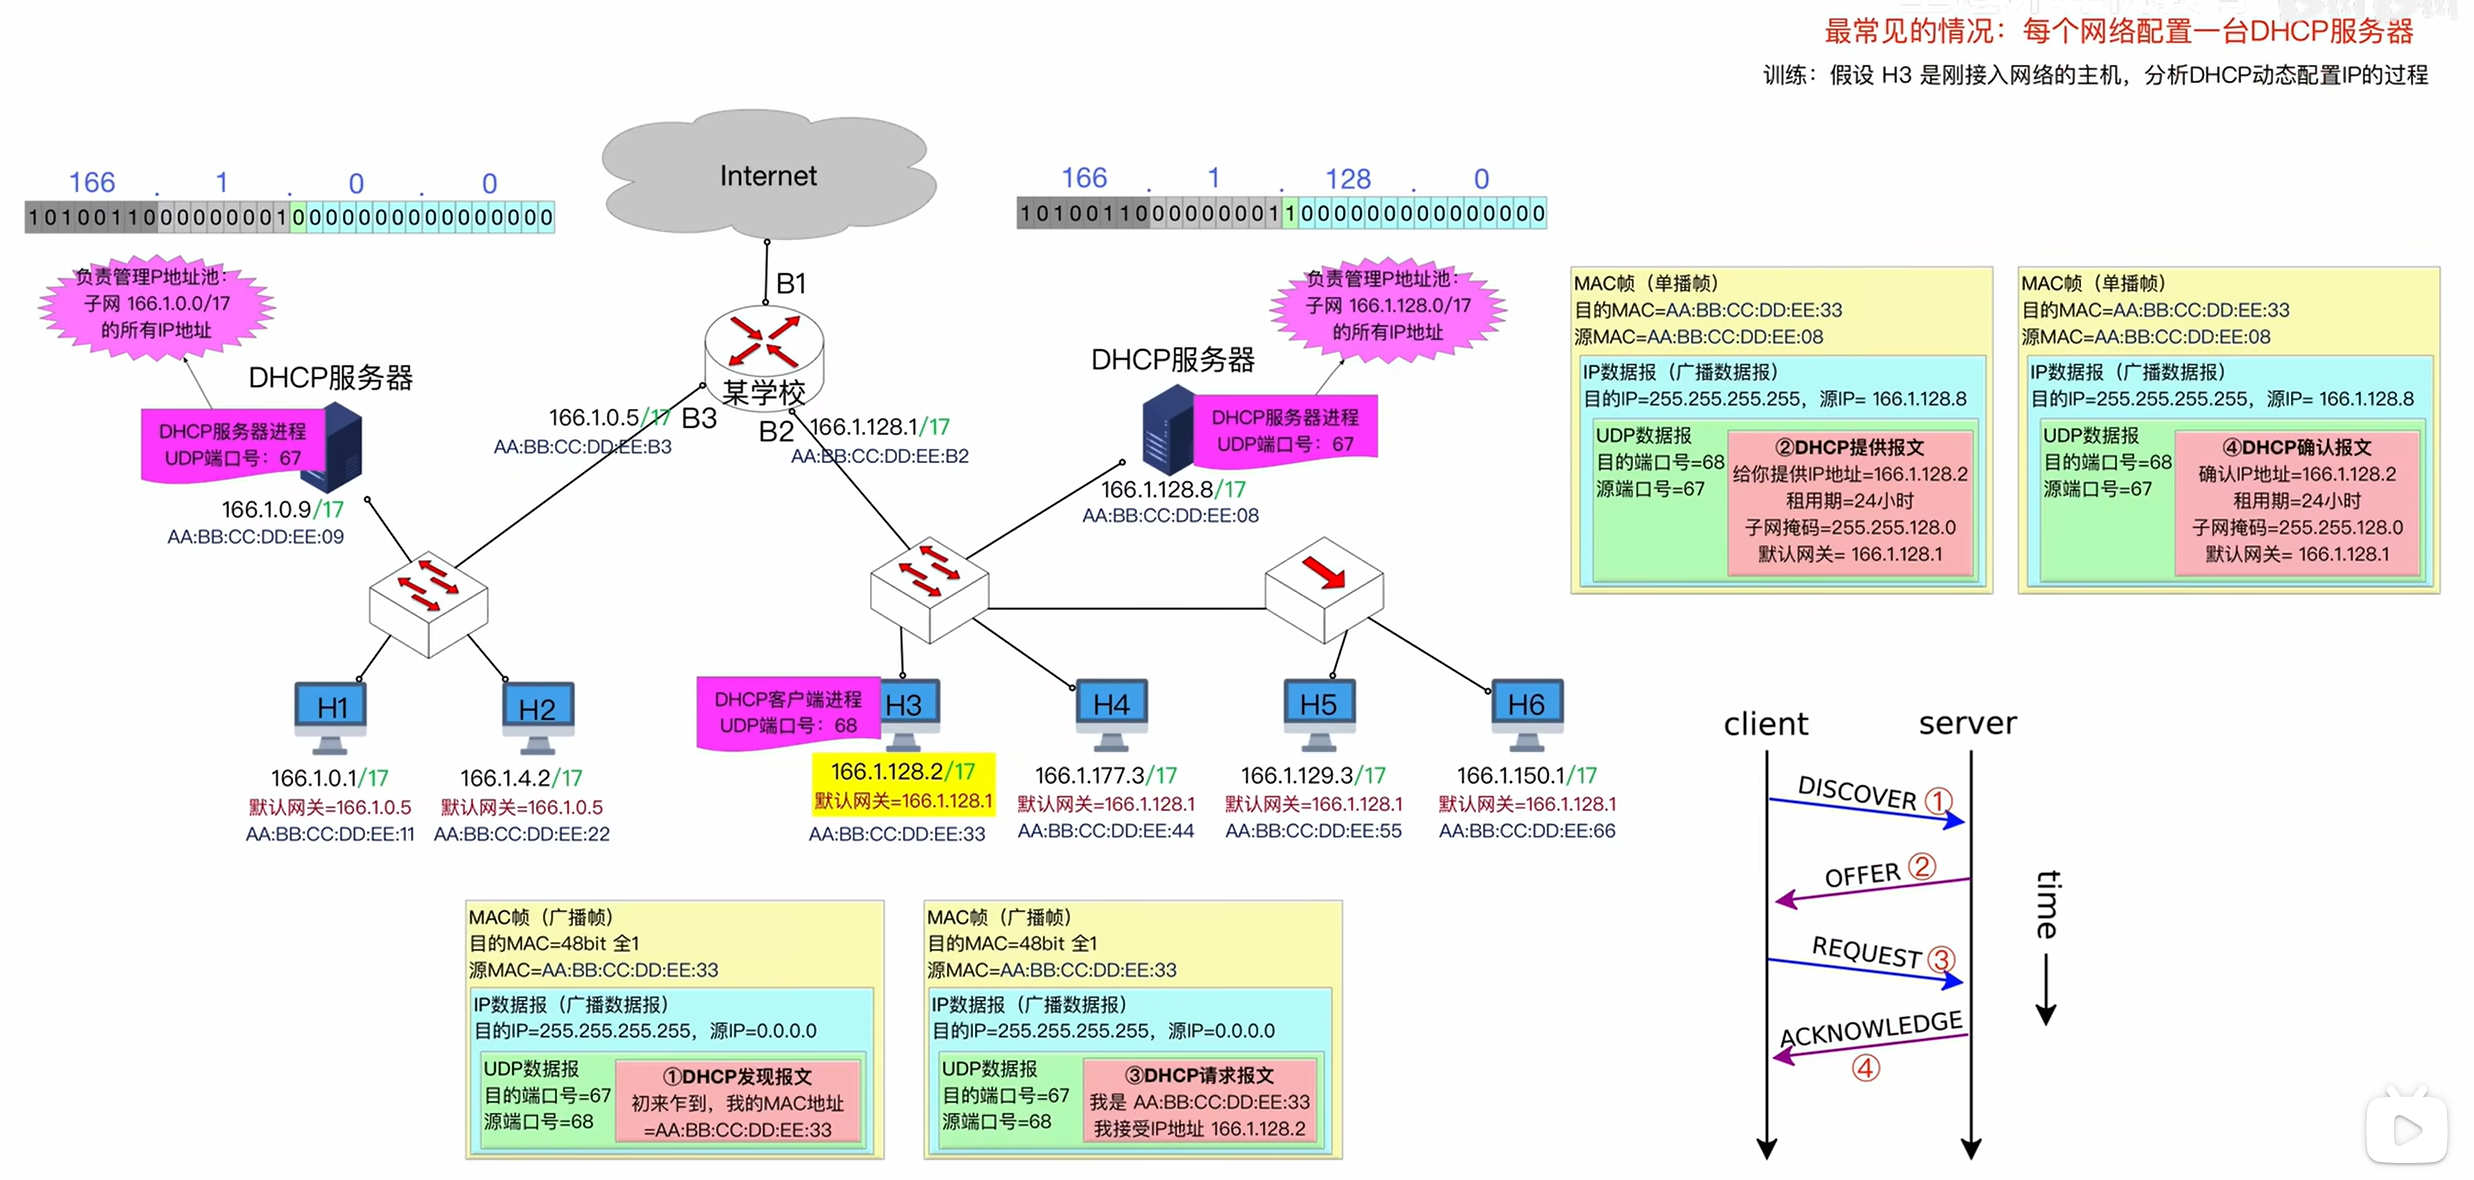 最常见的情况：每个网络配置一台DHCP服务器
训练：假设 H3 是刚接入网络的主机，分析DHCP动态配置IP的过程
166 . 1 . 0 . 0
10100110000000010000000000000000
负责管理P地址池：
子网 166.1.0.0/17
的所有IP地址
DHCP服务器
DHCP服务器进程
UDP端口号：67
166.1.0.9/17
AA:BB:CC:DD:EE:09
Internet
B1
某学校
B3
B2
166.1.0.5/17
AA:BB:CC:DD:EE:B3
166.1.128.1/17
AA:BB:CC:DD:EE:B2
166 . 1 . 128 . 0
10100110000000011000000000000000
负责管理P地址池：
子网 166.1.128.0/17
的所有IP地址
DHCP服务器
DHCP服务器进程
UDP端口号：67
166.1.128.8/17
AA:BB:CC:DD:EE:08
MAC帧（单播帧）
目的MAC=AA:BB:CC:DD:EE:33
源MAC=AA:BB:CC:DD:EE:08
IP数据报（广播数据报）
目的IP=255.255.255.255，源IP= 166.1.128.8
UDP数据报
目的端口号=68
源端口号=67
②DHCP提供报文
给你提供IP地址=166.1.128.2
租用期=24小时
子网掩码=255.255.128.0
默认网关= 166.1.128.1
MAC帧（单播帧）
目的MAC=AA:BB:CC:DD:EE:33
源MAC=AA:BB:CC:DD:EE:08
IP数据报（广播数据报）
目的IP=255.255.255.255，源IP= 166.1.128.8
UDP数据报
目的端口号=68
源端口号=67
④DHCP确认报文
确认IP地址=166.1.128.2
租用期=24小时
子网掩码=255.255.128.0
默认网关= 166.1.128.1
H1
166.1.0.1/17
默认网关=166.1.0.5
AA:BB:CC:DD:EE:11
H2
166.1.4.2/17
默认网关=166.1.0.5
AA:BB:CC:DD:EE:22
DHCP客户端进程
UDP端口号：68
H3
166.1.128.2/17
默认网关=166.1.128.1
AA:BB:CC:DD:EE:33
H4
166.1.177.3/17
默认网关=166.1.128.1
AA:BB:CC:DD:EE:44
H5
166.1.129.3/17
默认网关=166.1.128.1
AA:BB:CC:DD:EE:55
H6
166.1.150.1/17
默认网关=166.1.128.1
AA:BB:CC:DD:EE:66
MAC帧（广播帧）
目的MAC=48bit 全1
源MAC=AA:BB:CC:DD:EE:33
IP数据报（广播数据报）
目的IP=255.255.255.255，源IP=0.0.0.0
UDP数据报
目的端口号=67
源端口号=68
①DHCP发现报文
初来乍到，我的MAC地址
=AA:BB:CC:DD:EE:33
MAC帧（广播帧）
目的MAC=48bit 全1
源MAC=AA:BB:CC:DD:EE:33
IP数据报（广播数据报）
目的IP=255.255.255.255，源IP=0.0.0.0
UDP数据报
目的端口号=67
源端口号=68
③DHCP请求报文
我是 AA:BB:CC:DD:EE:33
我接受IP地址 166.1.128.2
client
server
DISCOVER ①
OFFER ②
REQUEST ③
ACKNOWLEDGE
④
time